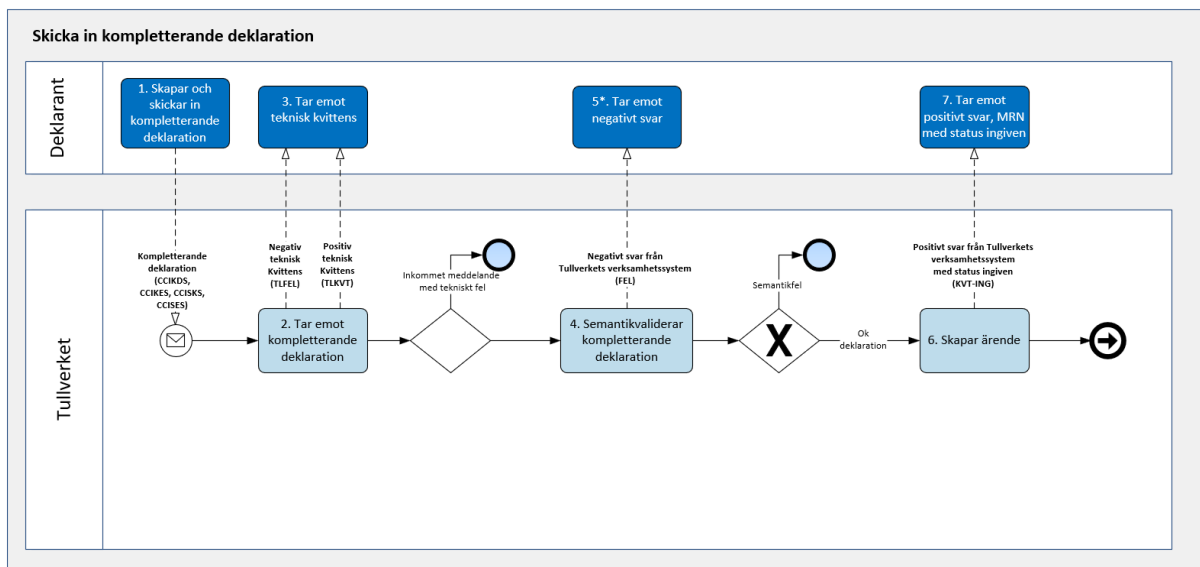 Skicka in kompletterande deklaration
Deklarant
1. Skapar och
skickar in
kompletterande
deklaration
3. Tar emot
teknisk kvittens
5*. Tar emot
negativt svar
7. Tar emot
positivt svar, MRN
med status ingiven
Tullverket
Kompletterande
deklaration
(CCIKDS,
CCIKES, CCISKS,
CCISES)
Negativ
teknisk
Kvittens
(TLFEL)
Positiv
teknisk
Kvittens
(TLKVT)
Inkommet meddelande
med tekniskt fel
Negativt svar från
Tullverkets verksamhetssystem
(FEL)
Semantikfel
Positivt svar från Tullverkets
verksamhetssystem
med status ingiven
(KVT-ING)
2. Tar emot
kompletterande
deklaration
4. Semantikvaliderar
kompletterande
deklaration
X
Ok
deklaration
6. Skapar ärende